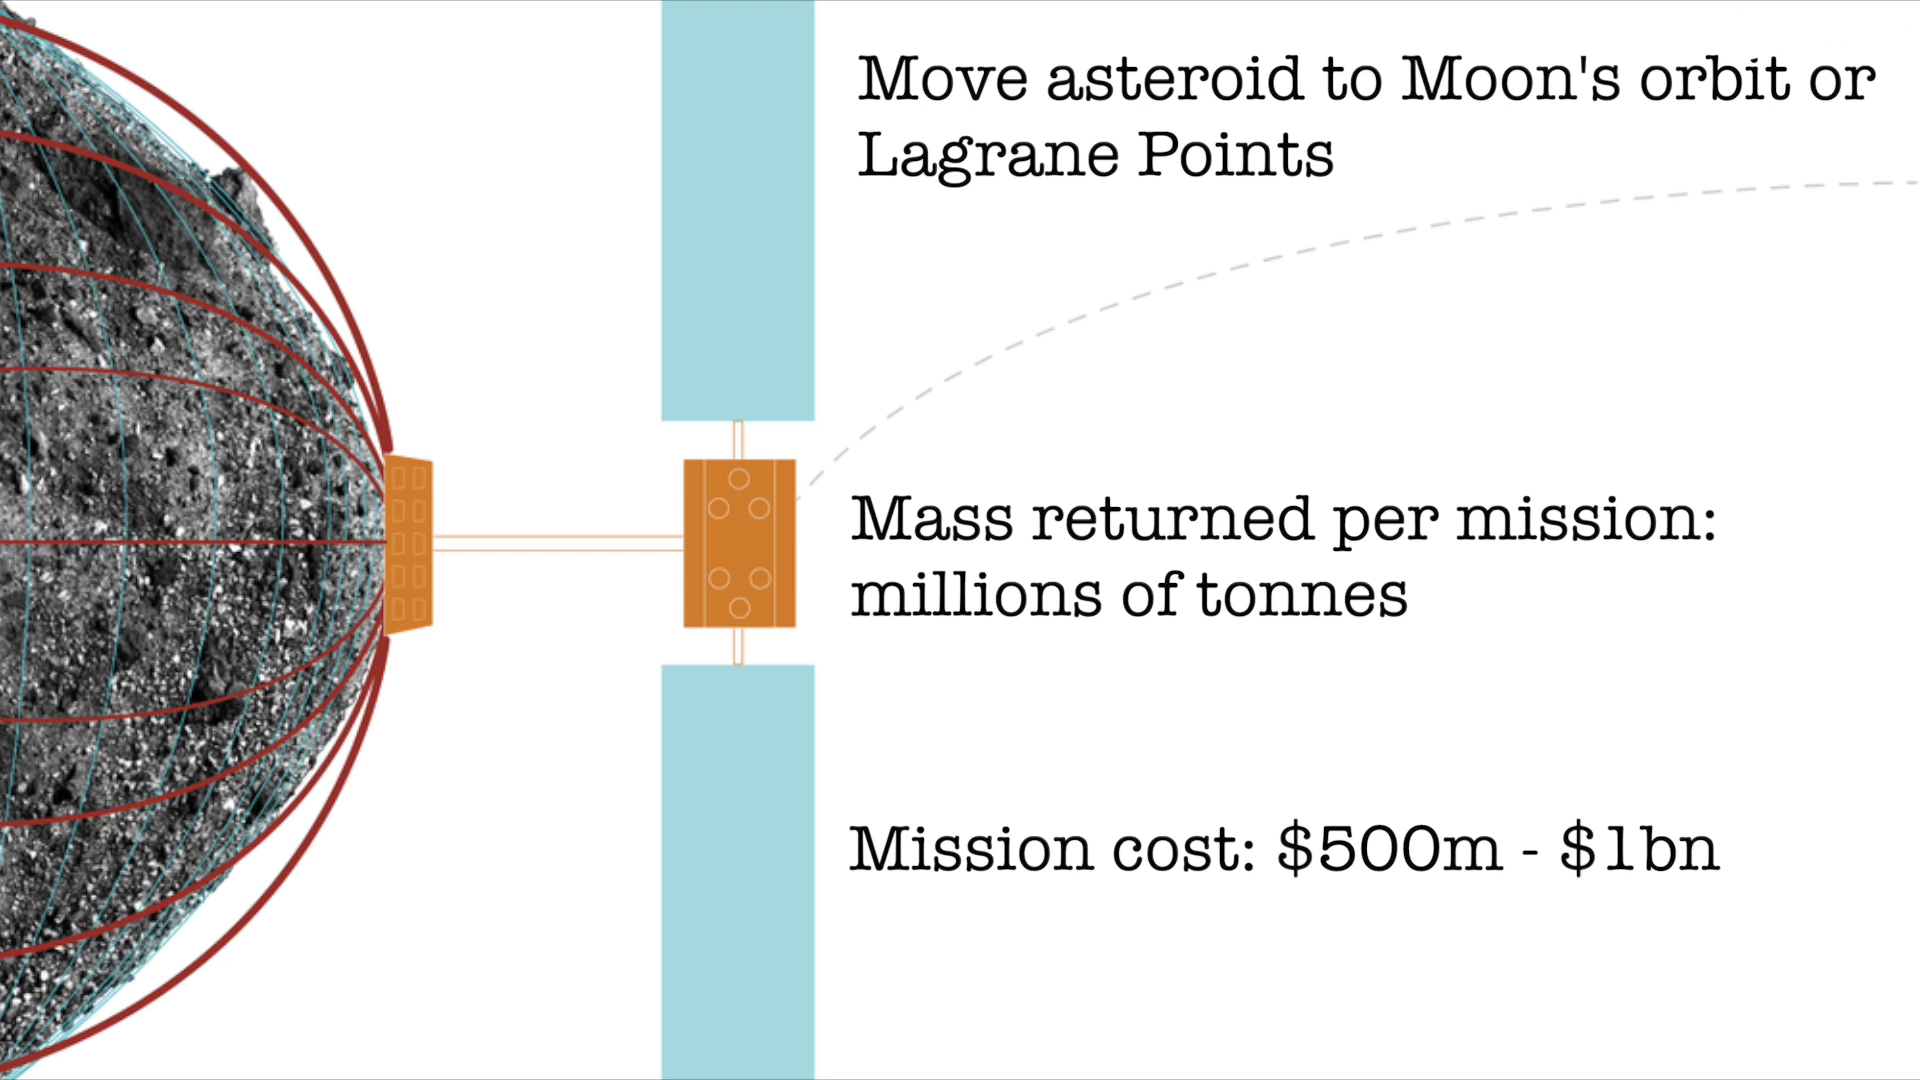 Move asteroid to Moon's orbit or
Lagrane Points
Mass returned per mission:
millions of tonnes
Mission cost: $500m - $1bn